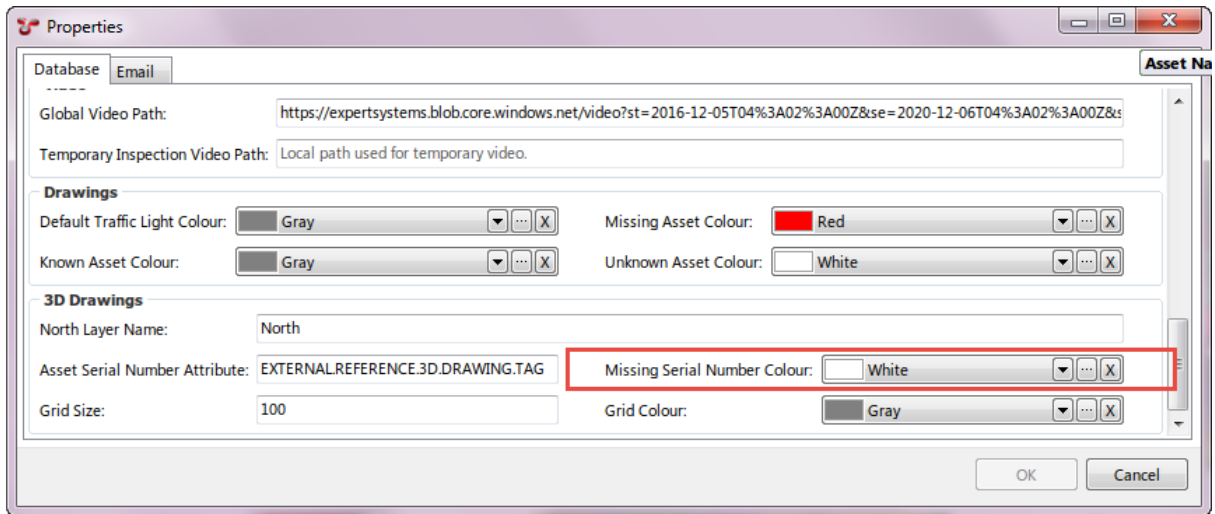 Properties
Database Email
Asset Na
Global Video Path: https://expertsystems.blob.core.windows.net/video?st=2016-12-05T04%3A02%3A00Z&se=2020-12-06T04%3A02%3A00Z&s
Temporary Inspection Video Path: Local path used for temporary video.
Drawings
Default Traffic Light Colour: Gray ... X Missing Asset Colour: Red ... X
Known Asset Colour: Gray ... X Unknown Asset Colour: White ... X
3D Drawings
North Layer Name: North
Asset Serial Number Attribute: EXTERNAL.REFERENCE.3D.DRAWING.TAG Missing Serial Number Colour: White ... X
Grid Size: 100 Grid Colour: Gray ... X
OK Cancel